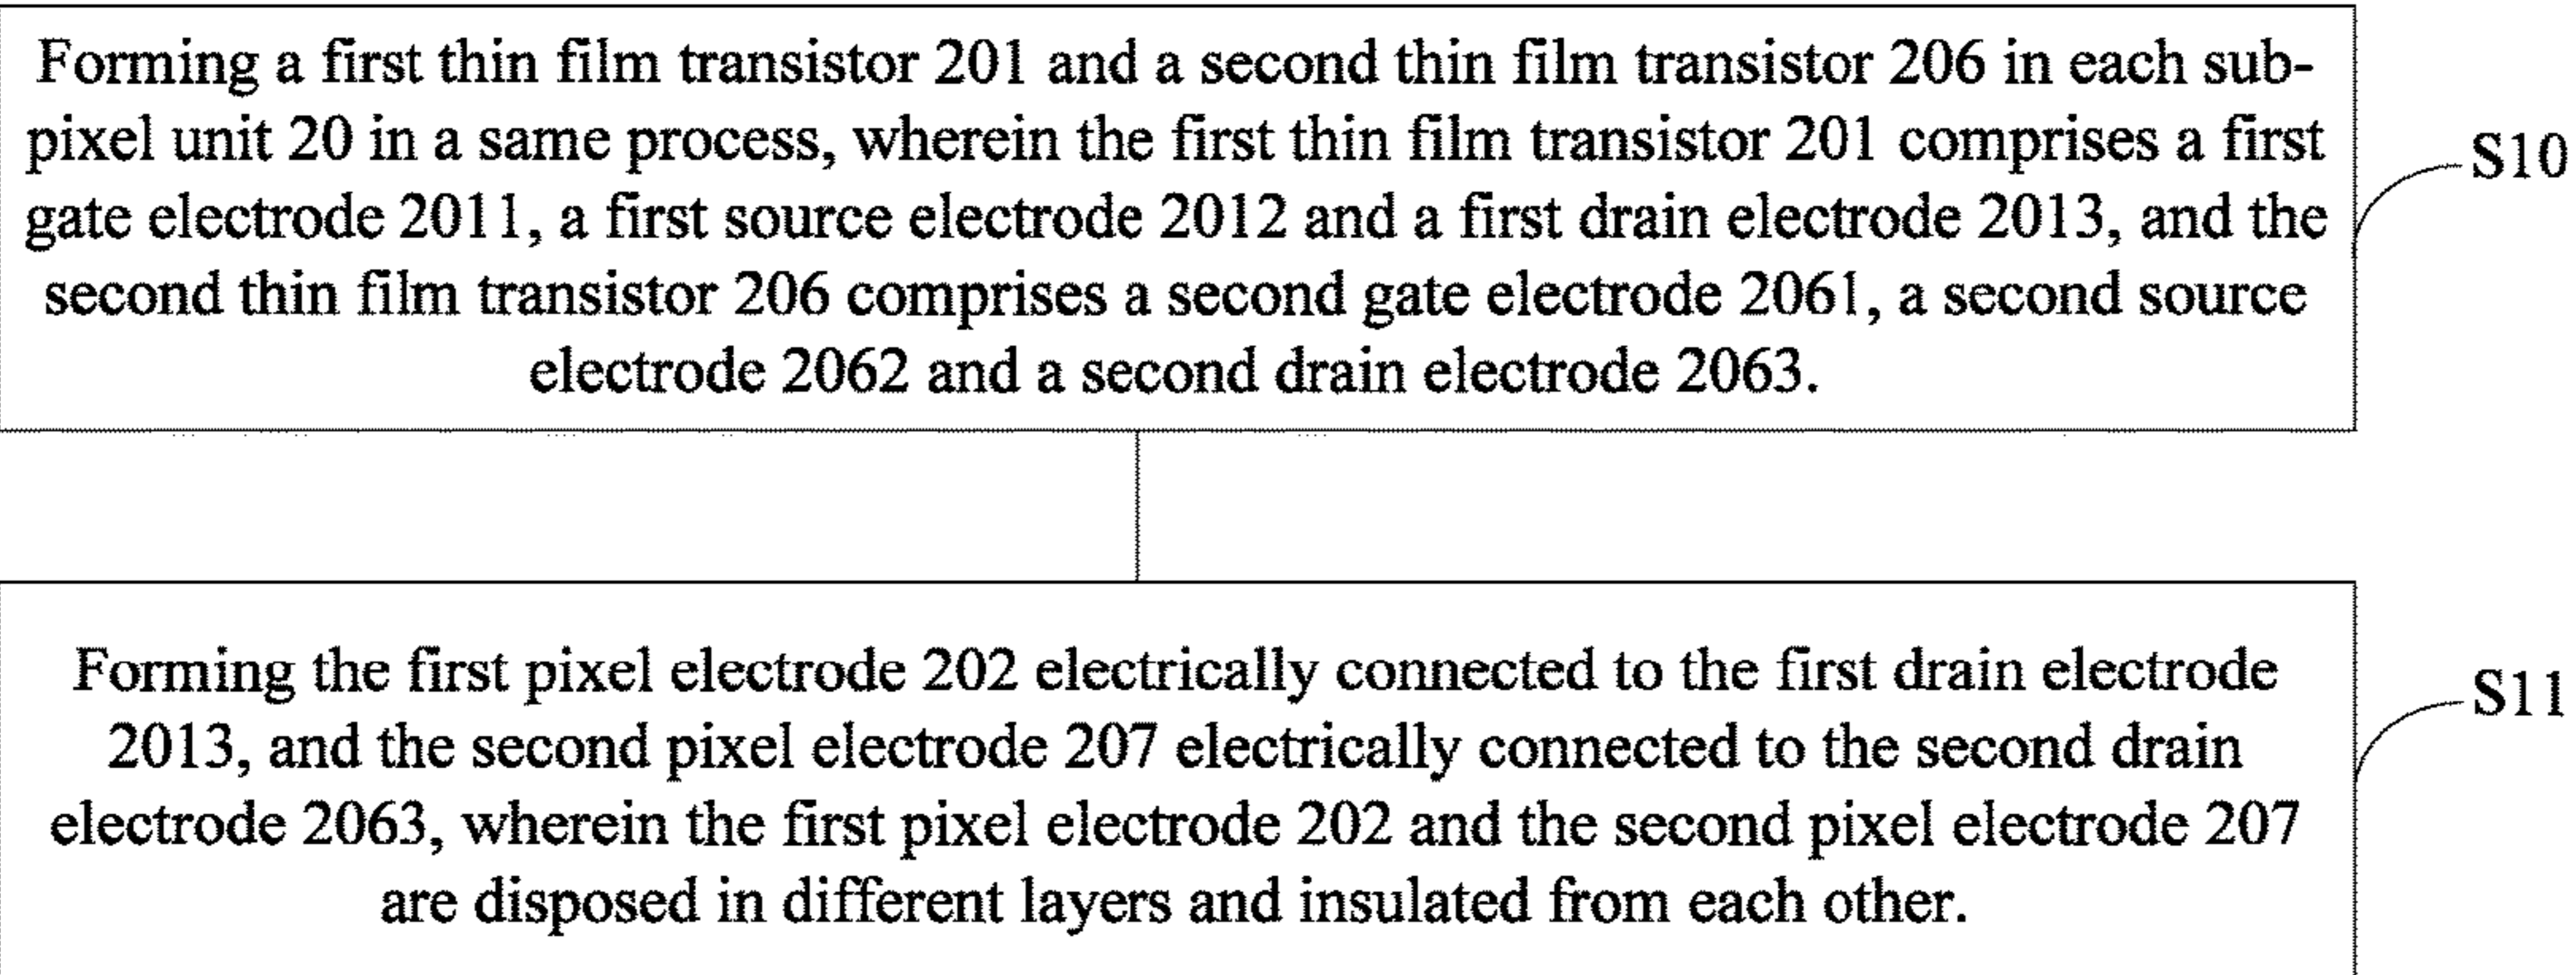 Forming a first thin film transistor 201 and a second thin film transistor 206 in each sub-
pixel unit 20 in a same process, wherein the first thin film transistor 201 comprises a first
gate electrode 2011, a first source electrode 2012 and a first drain electrode 2013, and the
second thin film transistor 206 comprises a second gate electrode 2061, a second source
electrode 2062 and a second drain electrode 2063.
S10
Forming the first pixel electrode 202 electrically connected to the first drain electrode
2013, and the second pixel electrode 207 electrically connected to the second drain
electrode 2063, wherein the first pixel electrode 202 and the second pixel electrode 207
are disposed in different layers and insulated from each other.
S11